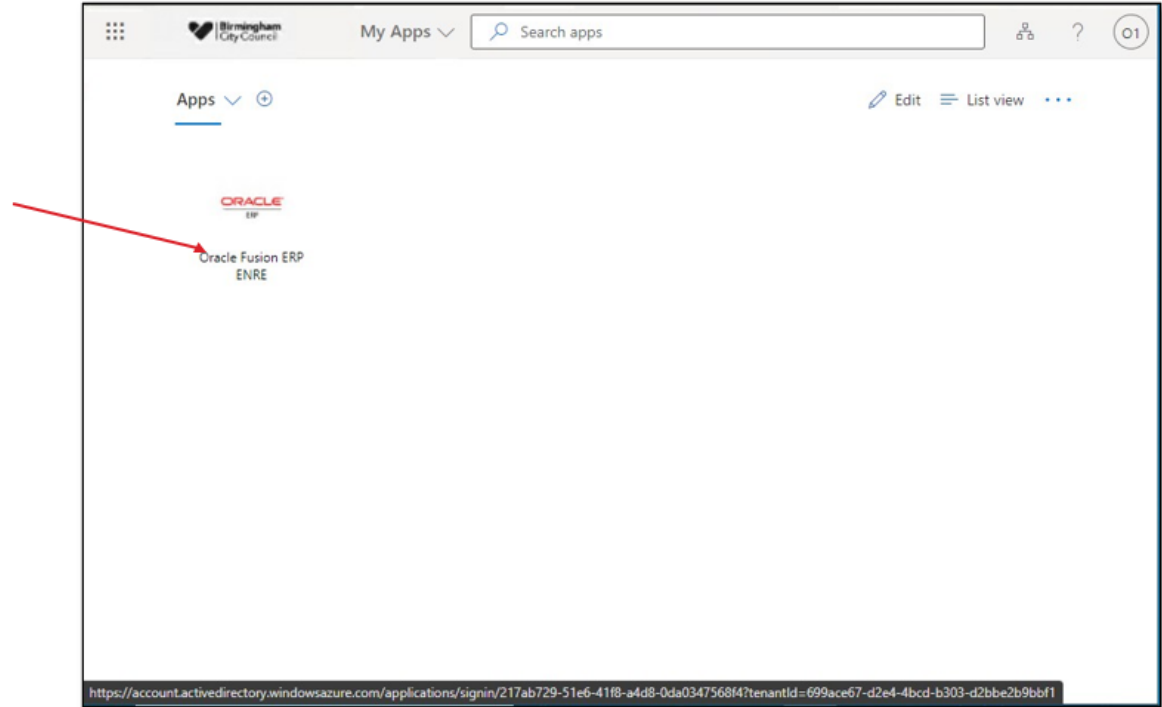 Birmingham
City Council
My Apps
Search apps
?
O1
Apps
Edit
List view
ORACLE
ERP
Oracle Fusion ERP
ENRE
https://account.activedirectory.windowsazure.com/applications/signin/217ab729-51e6-41f8-a4d8-0da0347568f4?tenantId=699ace67-d2e4-4bcd-b303-d2bbe2b9bbf1